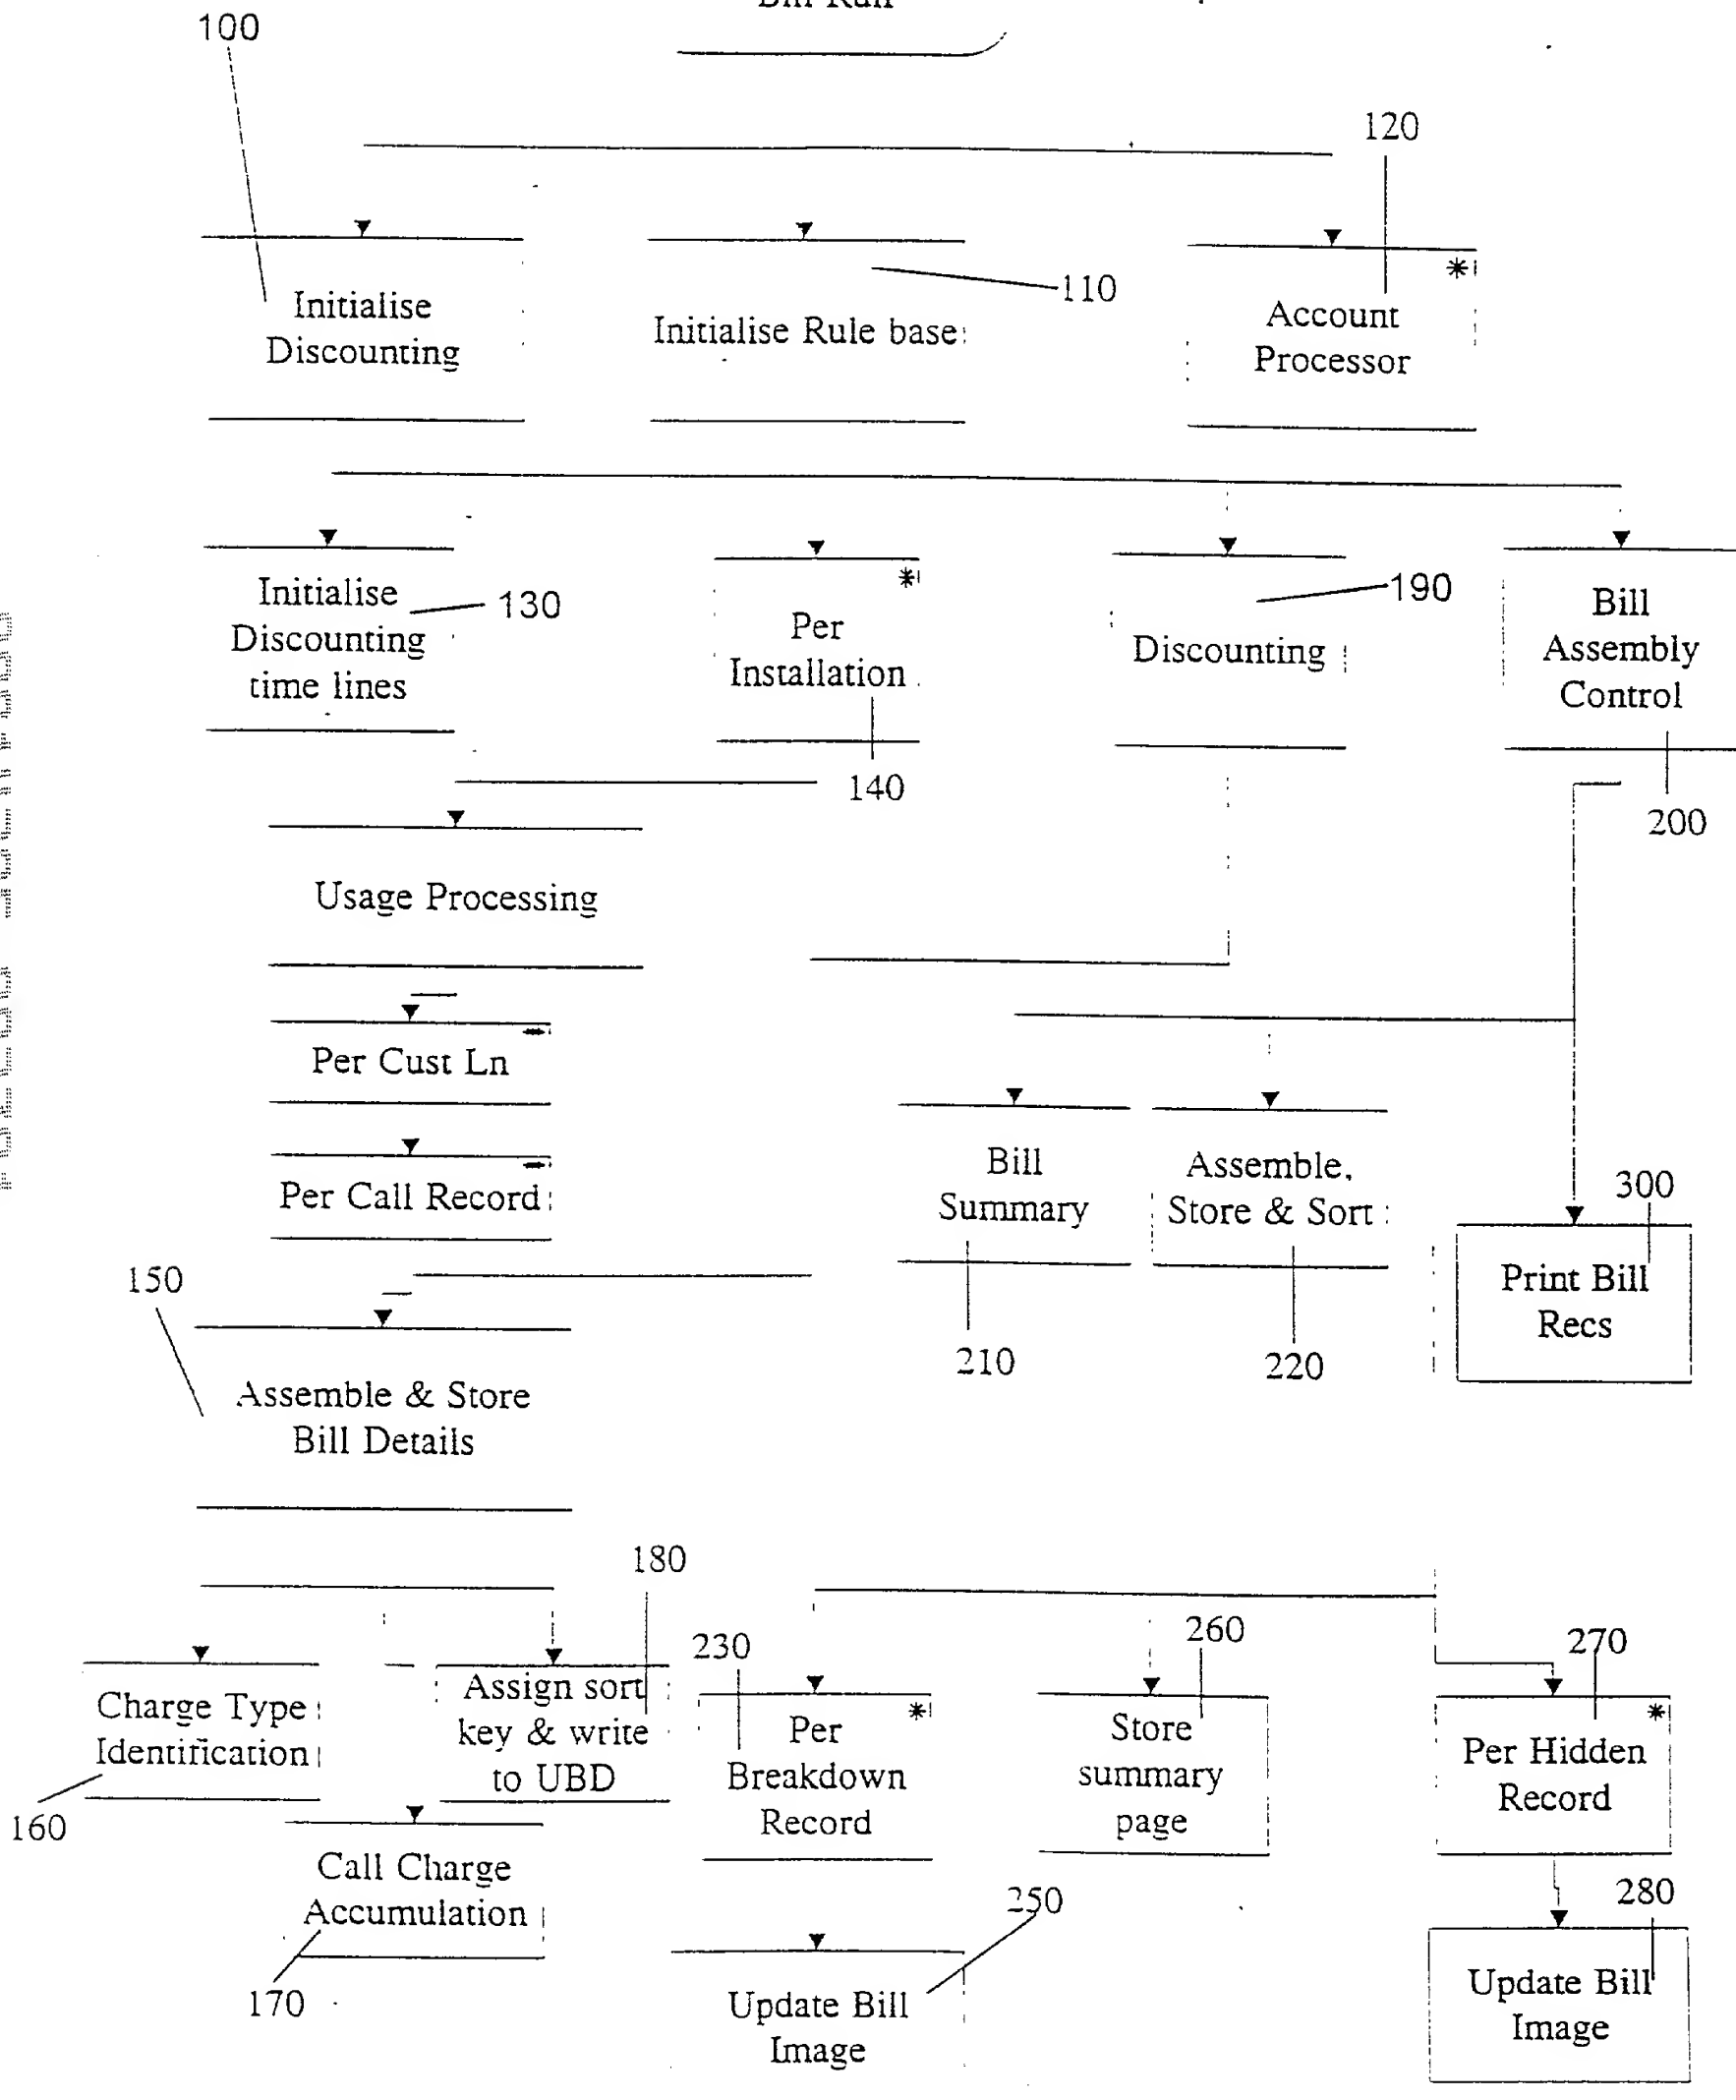 Bill Run
100
120
*
110
Initialise
Discounting
Initialise Rule base
Account
Processor
*
Initialise
Discounting
time lines
130
Per
Installation
140
190
Discounting
Bill
Assembly
Control
200
Usage Processing
Per Cust Ln
Per Call Record
Bill
Summary
210
Assemble,
Store & Sort
220
300
Print Bill
Recs
150
Assemble & Store
Bill Details
180
230
260
270
Charge Type
Identification
160
Assign sort
key & write
to UBD
*
Per
Breakdown
Record
Store
summary
page
*
Per Hidden
Record
Call Charge
Accumulation
170
250
Update Bill
Image
280
Update Bill
Image